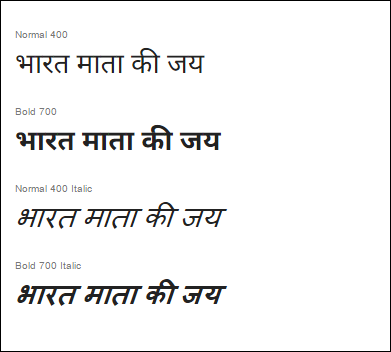 Normal 400
भारत माता की जय
Bold 700
भारत माता की जय
Normal 400 Italic
भारत माता की जय
Bold 700 Italic
भारत माता की जय